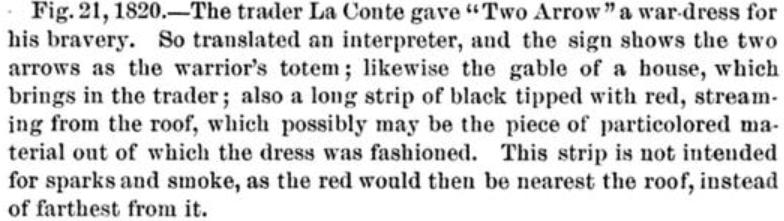 Fig. 21, 1820.—The trader La Conte gave "Two Arrow" a war-dress for
his bravery. So translated an interpreter, and the sign shows the two
arrows as the warrior's totem; likewise the gable of a house, which
brings in the trader; also a long strip of black tipped with red, stream-
ing from the roof, which possibly may be the piece of particolored ma-
terial out of which the dress was fashioned. This strip is not intended
for sparks and smoke, as the red would then be nearest the roof, instead
of farthest from it.